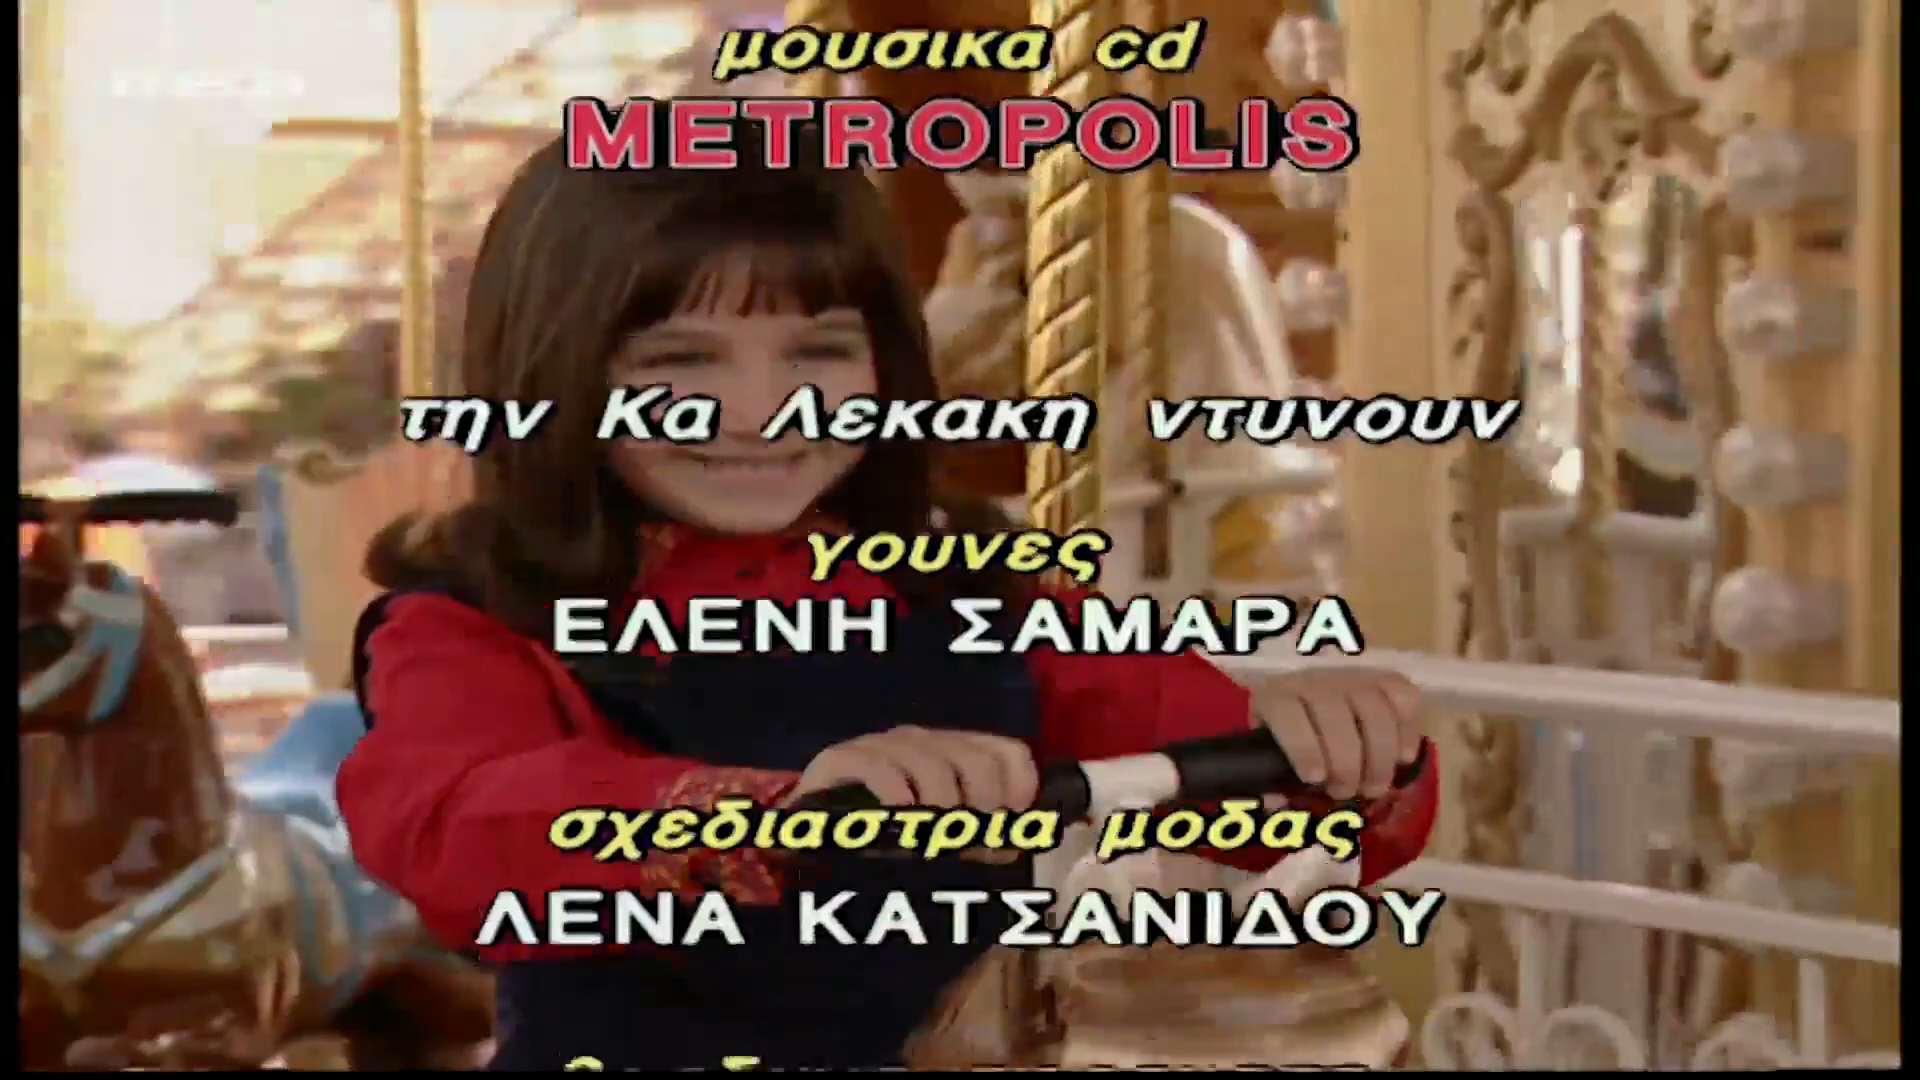 μουσικα cd
METROPOLIS
την Κα Λεκακη ντυνουν
γουνες
ΕΛΕΝΗ ΣΑΜΑΡΑ
σχεδιαστρια μοδας
ΛΕΝΑ ΚΑΤΣΑΝΙΔΟΥ